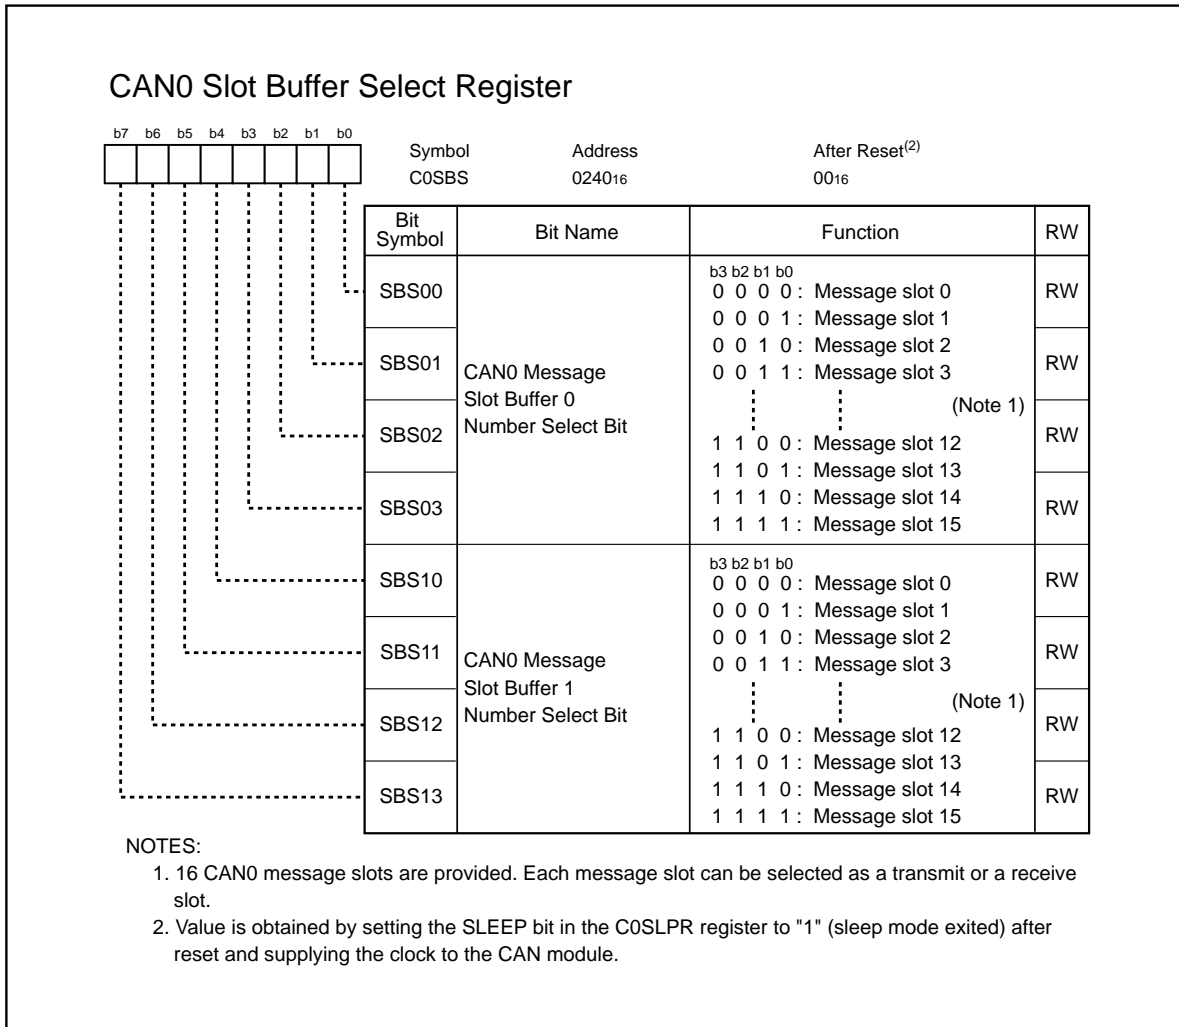 CAN0 Slot Buffer Select Register
b7 b6 b5 b4 b3 b2 b1 b0
Symbol Address After Reset(2)
C0SBS 024016 0016
Bit Symbol Bit Name Function RW
b3 b2 b1 b0
SBS00 0 0 0 0 : Message slot 0 RW
0 0 0 1 : Message slot 1
0 0 1 0 : Message slot 2
SBS01 CAN0 Message 0 0 1 1 : Message slot 3 RW
Slot Buffer 0 (Note 1)
SBS02 Number Select Bit 1 1 0 0 : Message slot 12 RW
1 1 0 1 : Message slot 13
1 1 1 0 : Message slot 14
SBS03 1 1 1 1 : Message slot 15 RW
b3 b2 b1 b0
SBS10 0 0 0 0 : Message slot 0 RW
0 0 0 1 : Message slot 1
0 0 1 0 : Message slot 2
SBS11 CAN0 Message 0 0 1 1 : Message slot 3 RW
Slot Buffer 1 (Note 1)
SBS12 Number Select Bit 1 1 0 0 : Message slot 12 RW
1 1 0 1 : Message slot 13
1 1 1 0 : Message slot 14
SBS13 1 1 1 1 : Message slot 15 RW
NOTES:
1. 16 CAN0 message slots are provided. Each message slot can be selected as a transmit or a receive
slot.
2. Value is obtained by setting the SLEEP bit in the C0SLPR register to "1" (sleep mode exited) after
reset and supplying the clock to the CAN module.